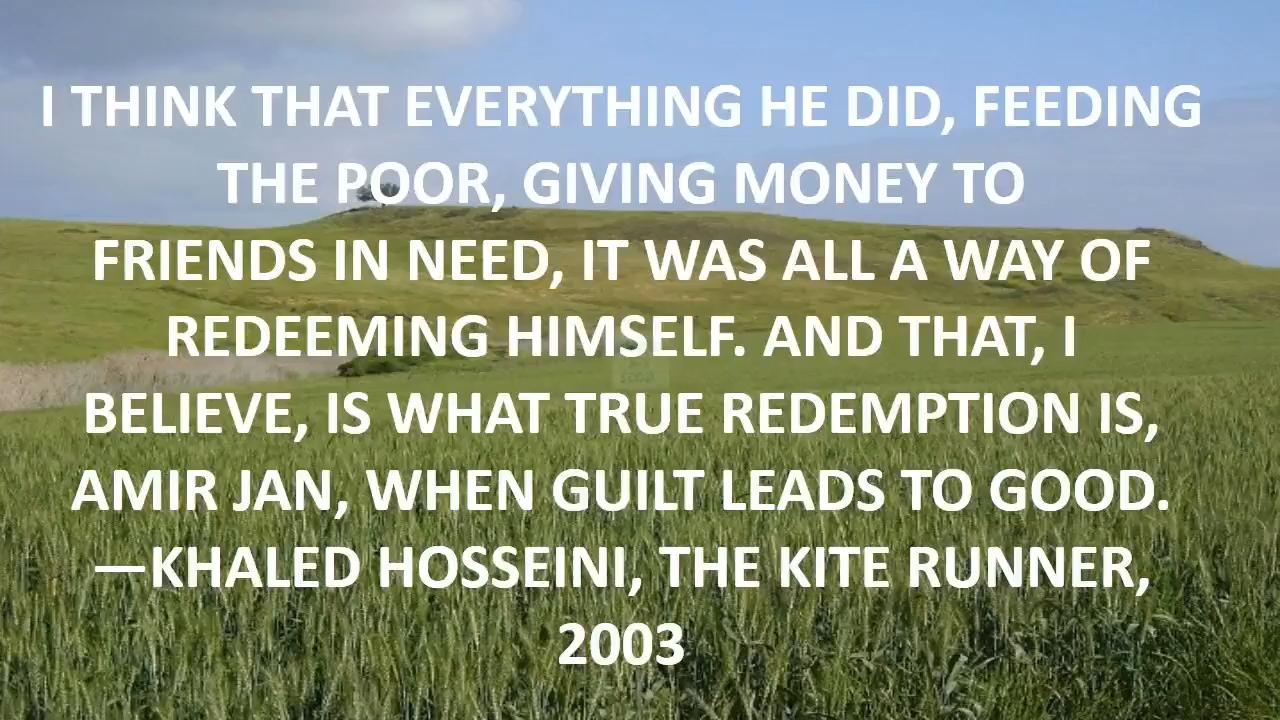 I THINK THAT EVERYTHING HE DID, FEEDING
THE POOR, GIVING MONEY TO
FRIENDS IN NEED, IT WAS ALL A WAY OF
REDEEMING HIMSELF. AND THAT, I
BELIEVE, IS WHAT TRUE REDEMPTION IS,
AMIR JAN, WHEN GUILT LEADS TO GOOD.
—KHALED HOSSEINI, THE KITE RUNNER,
2003